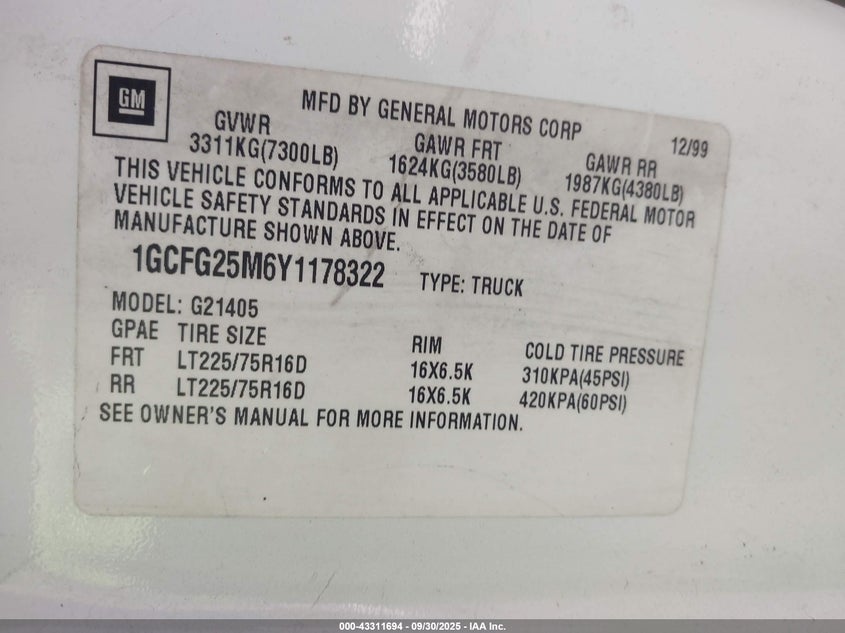 GM
MFD BY GENERAL MOTORS CORP
12/99
GVWR GAWR FRT GAWR RR
3311KG(7300LB) 1624KG(3580LB) 1987KG(4380LB)
THIS VEHICLE CONFORMS TO ALL APPLICABLE U.S. FEDERAL MOTOR
VEHICLE SAFETY STANDARDS IN EFFECT ON THE DATE OF
MANUFACTURE SHOWN ABOVE.
1GCFG25M6Y1178322 TYPE: TRUCK
MODEL: G21405
GPAE TIRE SIZE RIM COLD TIRE PRESSURE
FRT LT225/75R16D 16X6.5K 310KPA(45PSI)
RR LT225/75R16D 16X6.5K 420KPA(60PSI)
SEE OWNER'S MANUAL FOR MORE INFORMATION.
000-43311694 - 09/30/2025 - IAA Inc.